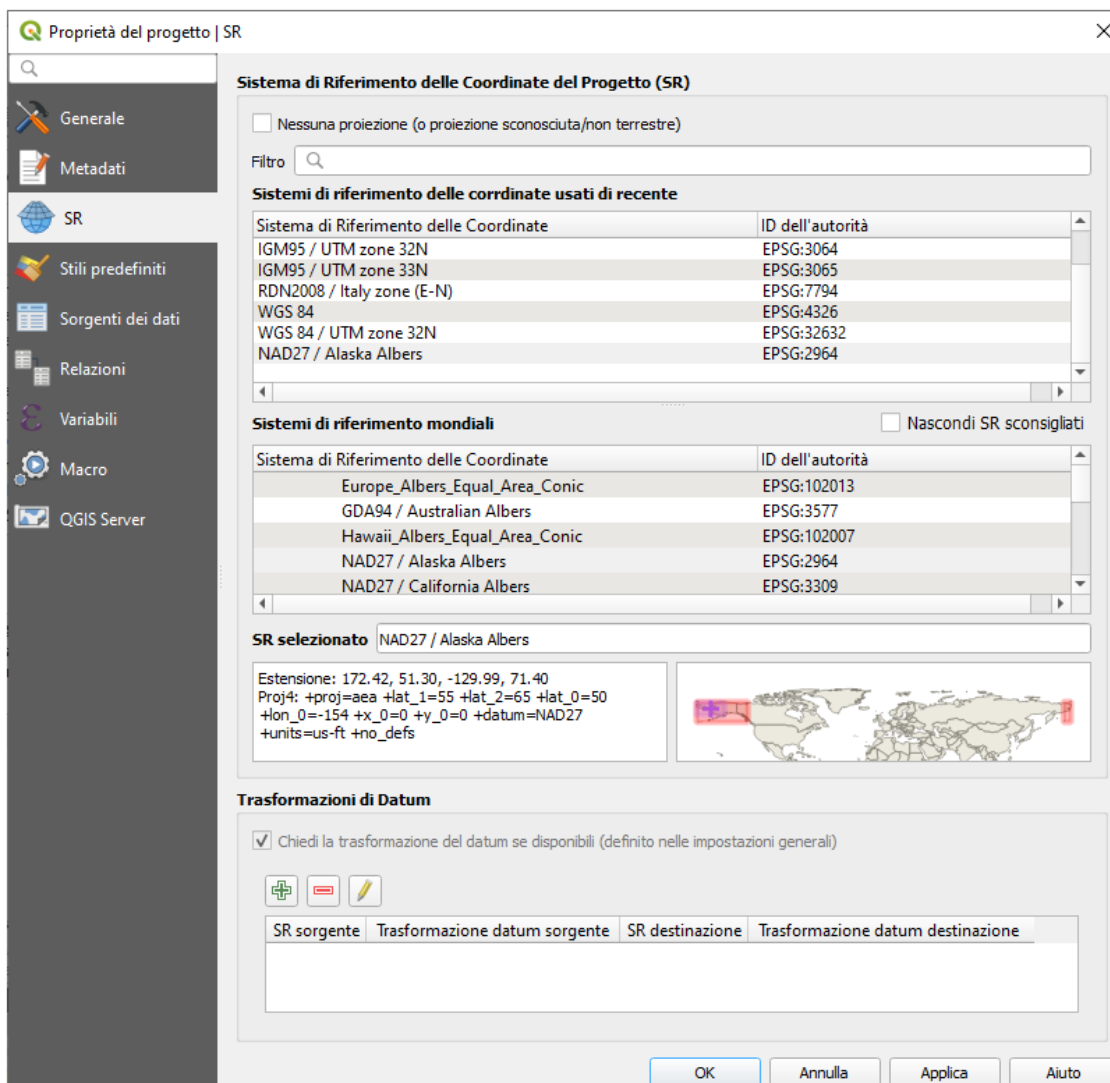 Proprietà del progetto | SR
Generale
Metadati
SR
Stili predefiniti
Sorgenti dei dati
Relazioni
Variabili
Macro
QGIS Server
Sistema di Riferimento delle Coordinate del Progetto (SR)
Nessuna proiezione (o proiezione sconosciuta/non terrestre)
Filtro
Sistemi di riferimento delle corrdinate usati di recente
Sistema di Riferimento delle Coordinate ID dell'autorità
IGM95 / UTM zone 32N EPSG:3064
IGM95 / UTM zone 33N EPSG:3065
RDN2008 / Italy zone (E-N) EPSG:7794
WGS 84 EPSG:4326
WGS 84 / UTM zone 32N EPSG:32632
NAD27 / Alaska Albers EPSG:2964
Sistemi di riferimento mondiali Nascondi SR sconsigliati
Sistema di Riferimento delle Coordinate ID dell'autorità
Europe_Albers_Equal_Area_Conic EPSG:102013
GDA94 / Australian Albers EPSG:3577
Hawaii_Albers_Equal_Area_Conic EPSG:102007
NAD27 / Alaska Albers EPSG:2964
NAD27 / California Albers EPSG:3309
SR selezionato NAD27 / Alaska Albers
Estensione: 172.42, 51.30, -129.99, 71.40
Proj4: +proj=aea +lat_1=55 +lat_2=65 +lat_0=50
+lon_0=-154 +x_0=0 +y_0=0 +datum=NAD27
+units=us-ft +no_defs
Trasformazioni di Datum
Chiedi la trasformazione del datum se disponibili (definito nelle impostazioni generali)
SR sorgente Trasformazione datum sorgente SR destinazione Trasformazione datum destinazione
OK Annulla Applica Aiuto